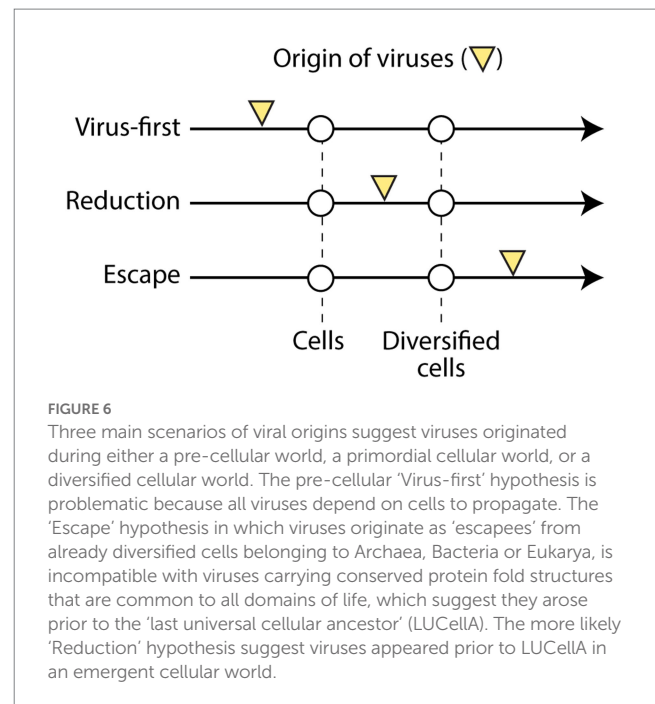 Origin of viruses (▽)
Virus-first
Reduction
Escape
Cells
Diversified
cells
FIGURE 6
Three main scenarios of viral origins suggest viruses originated
during either a pre-cellular world, a primordial cellular world, or a
diversified cellular world. The pre-cellular ‘Virus-first’ hypothesis is
problematic because all viruses depend on cells to propagate. The
‘Escape’ hypothesis in which viruses originate as ‘escapees’ from
already diversified cells belonging to Archaea, Bacteria or Eukarya, is
incompatible with viruses carrying conserved protein fold structures
that are common to all domains of life, which suggest they arose
prior to the ‘last universal cellular ancestor’ (LUCellA). The more likely
‘Reduction’ hypothesis suggest viruses appeared prior to LUCellA in
an emergent cellular world.